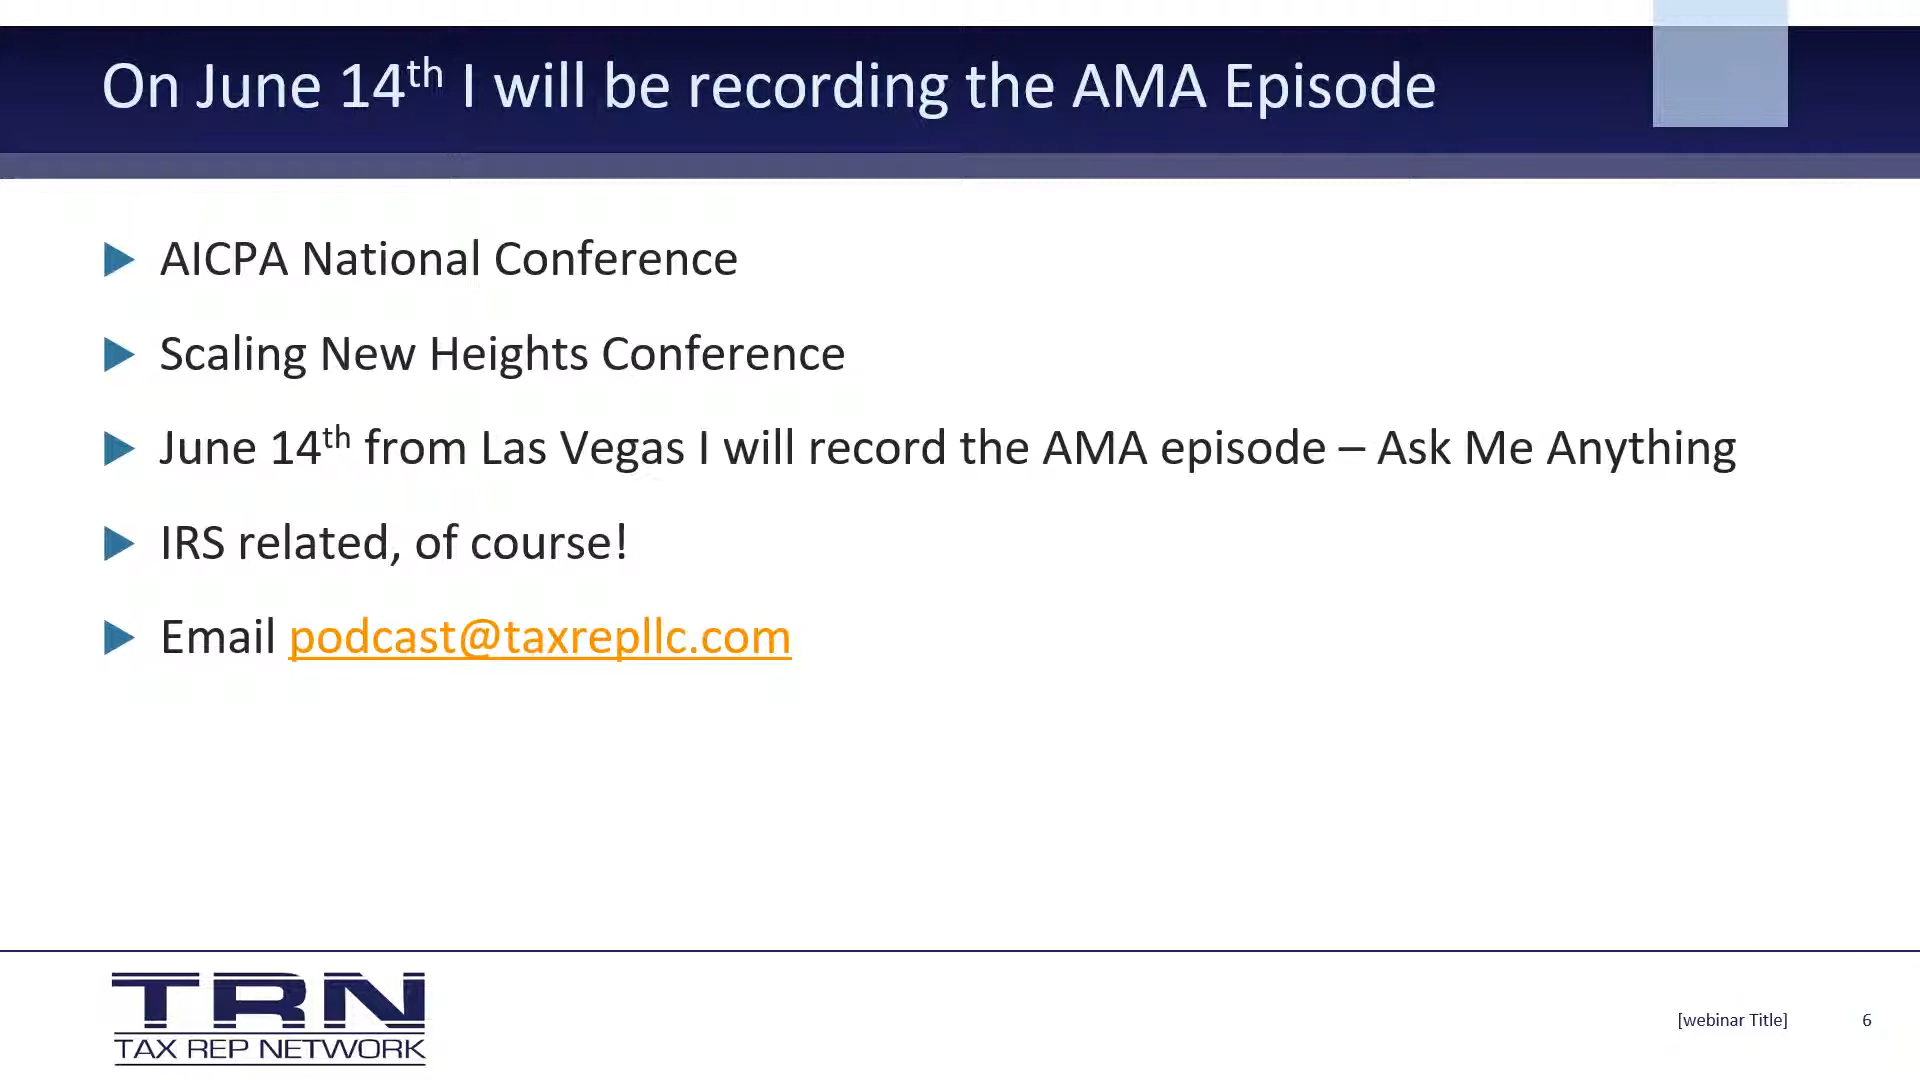 On June 14th I will be recording the AMA Episode
AICPA National Conference
Scaling New Heights Conference
June 14th from Las Vegas I will record the AMA episode – Ask Me Anything
IRS related, of course!
Email podcast@taxrepllc.com
TRN
TAX REP NETWORK
[webinar Title]
6